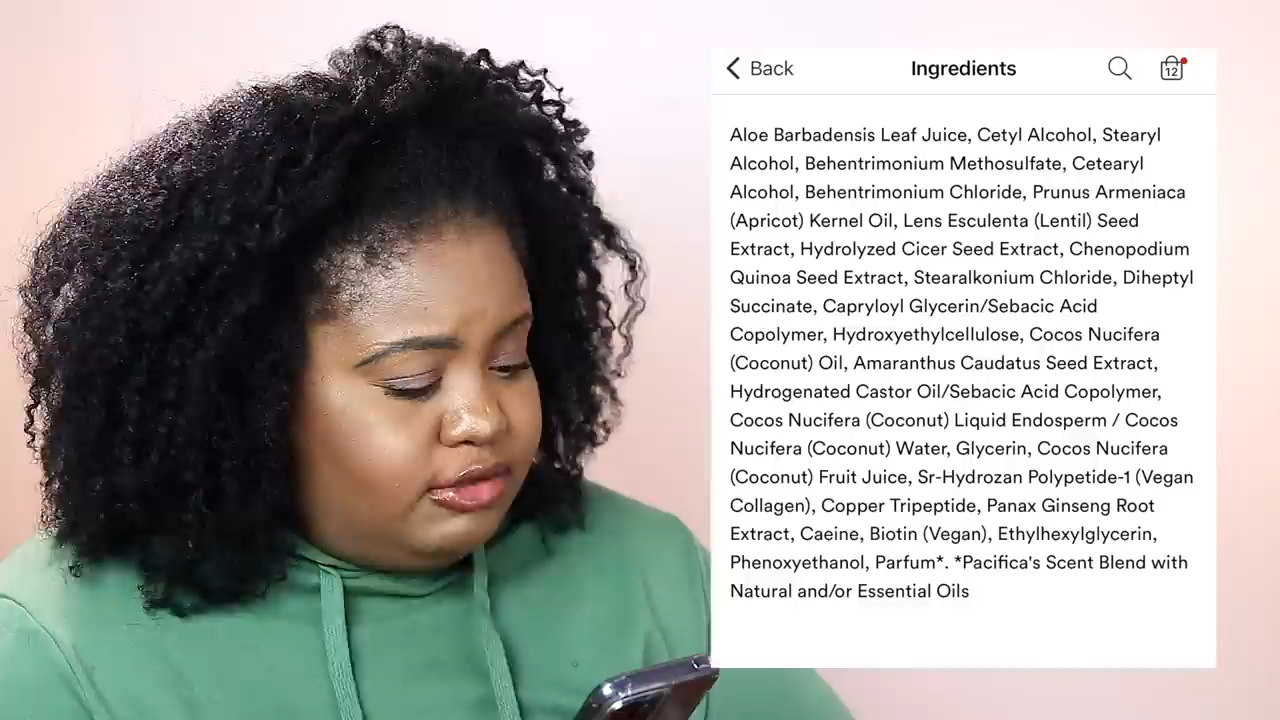 Back
Ingredients
12
Aloe Barbadensis Leaf Juice, Cetyl Alcohol, Stearyl
Alcohol, Behentrimonium Methosulfate, Cetearyl
Alcohol, Behentrimonium Chloride, Prunus Armeniaca
(Apricot) Kernel Oil, Lens Esculenta (Lentil) Seed
Extract, Hydrolyzed Cicer Seed Extract, Chenopodium
Quinoa Seed Extract, Stearalkonium Chloride, Diheptyl
Succinate, Capryloyl Glycerin/Sebacic Acid
Copolymer, Hydroxyethylcellulose, Cocos Nucifera
(Coconut) Oil, Amaranthus Caudatus Seed Extract,
Hydrogenated Castor Oil/Sebacic Acid Copolymer,
Cocos Nucifera (Coconut) Liquid Endosperm / Cocos
Nucifera (Coconut) Water, Glycerin, Cocos Nucifera
(Coconut) Fruit Juice, Sr-Hydrozan Polypetide-1 (Vegan
Collagen), Copper Tripeptide, Panax Ginseng Root
Extract, Caeine, Biotin (Vegan), Ethylhexylglycerin,
Phenoxyethanol, Parfum*. *Pacifica's Scent Blend with
Natural and/or Essential Oils